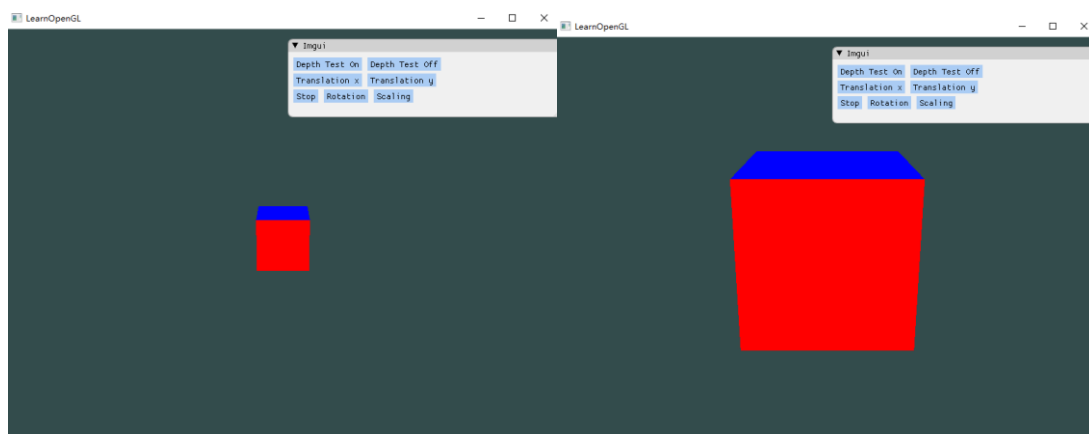 LearnOpenGL
▼ Imgui
Depth Test On Depth Test Off
Translation x Translation y
Stop Rotation Scaling
LearnOpenGL
▼ Imgui
Depth Test On Depth Test Off
Translation x Translation y
Stop Rotation Scaling